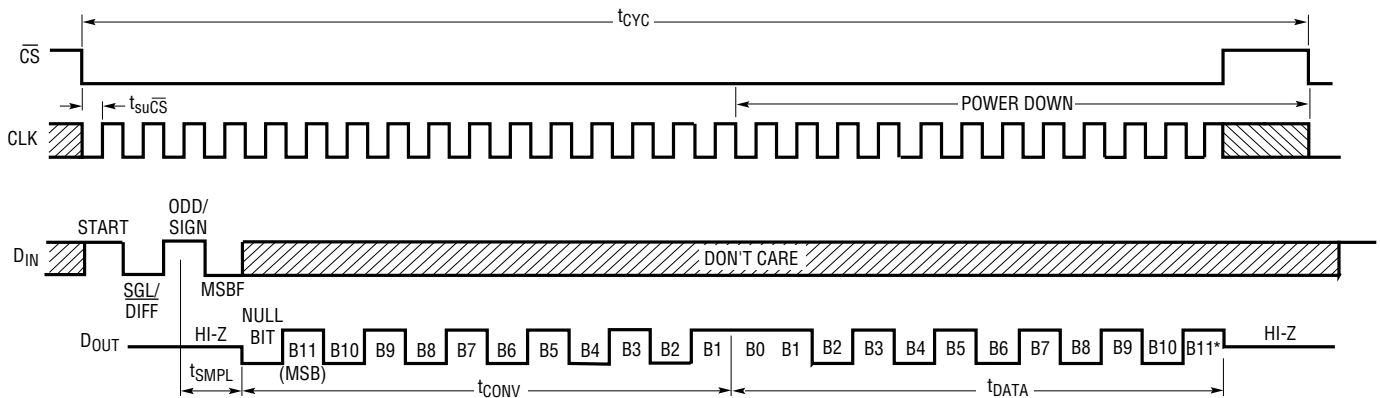 tCYC
CS
tsuCS
POWER DOWN
CLK
START
ODD/
SIGN
DIN
DON'T CARE
SGL/
DIFF
MSBF
NULL
BIT
DOUT
HI-Z
B11
(MSB)
B10
B9
B8
B7
B6
B5
B4
B3
B2
B1
B0
B1
B2
B3
B4
B5
B6
B7
B8
B9
B10
B11*
HI-Z
tSMPL
tCONV
tDATA